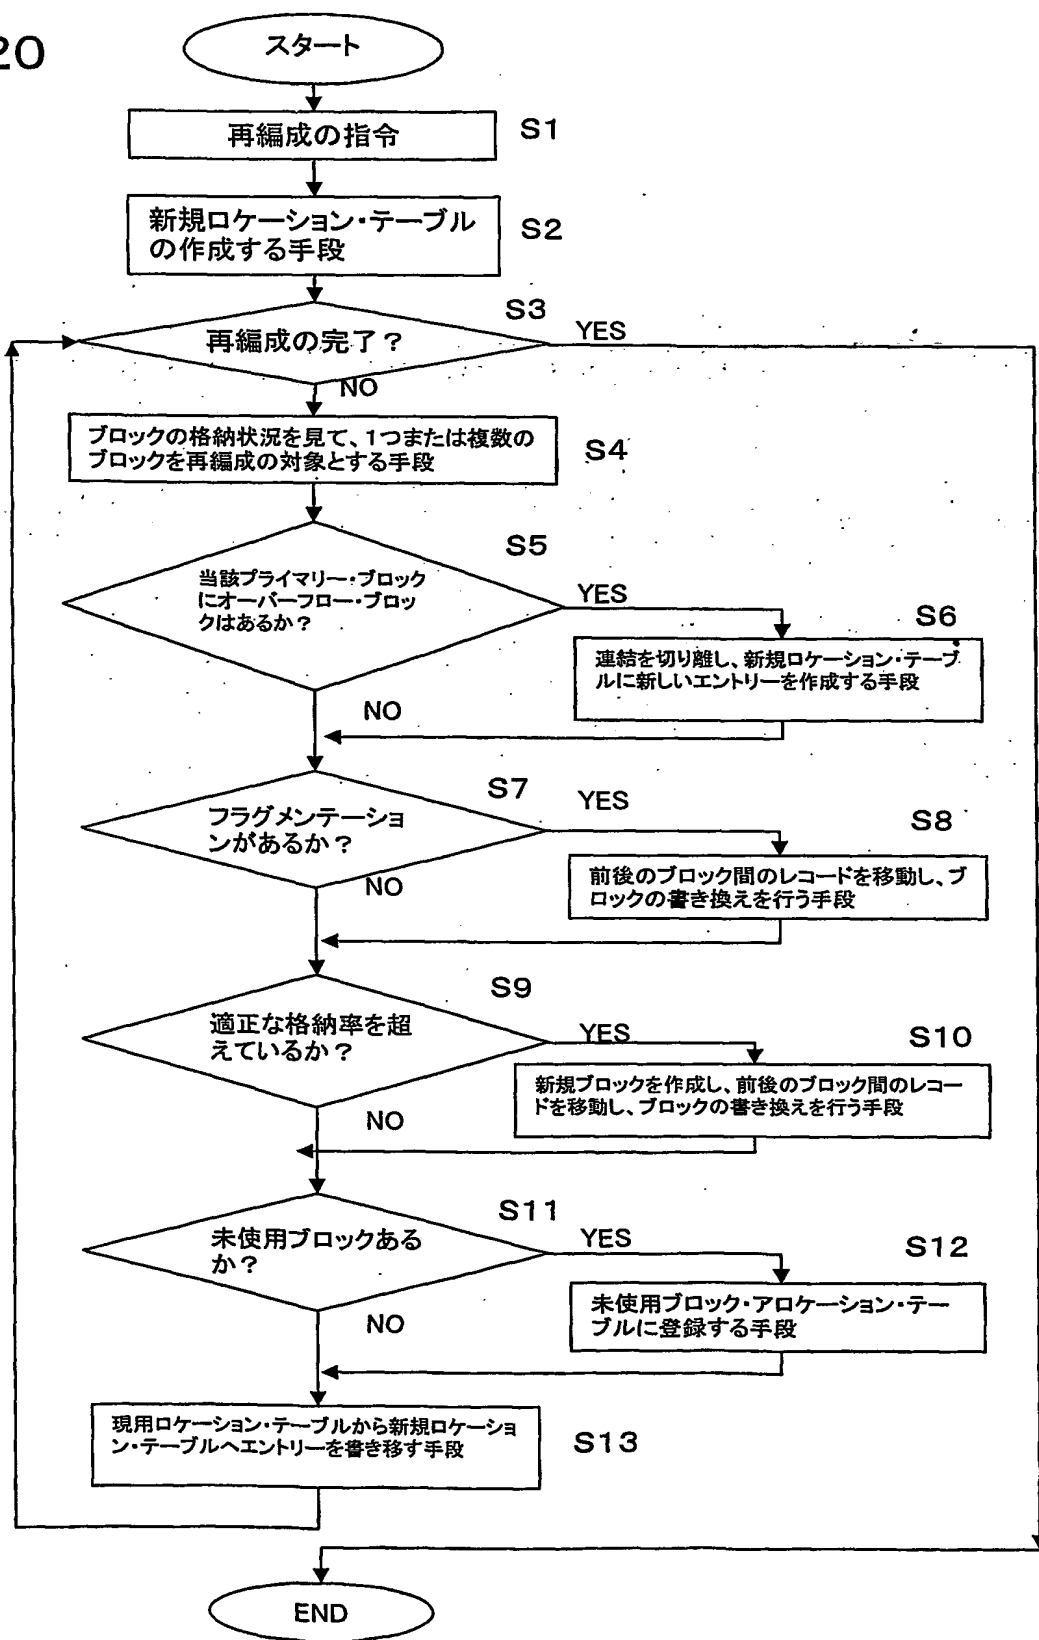 20
スタート
再編成の指令
S1
新規ロケーション・テーブル
の作成する手段
S2
S3
再編成の完了?
YES
NO
ブロックの格納状況を見て、1つまたは複数の
ブロックを再編成の対象とする手段
S4
S5
当該プライマリー・ブロック
にオーバーフロー・ブロッ
クはあるか?
YES
S6
連結を切り離し、新規ロケーション・テーブ
ルに新しいエントリーを作成する手段
NO
S7
フラグメンテーショ
ンがあるか?
YES
S8
前後のブロック間のレコードを移動し、ブ
ロックの書き換えを行う手段
NO
S9
適正な格納率を超
えているか?
YES
S10
新規ブロックを作成し、前後のブロック間のレコー
ドを移動し、ブロックの書き換えを行う手段
NO
S11
未使用ブロックある
か?
YES
S12
未使用ブロック・アロケーション・テー
ブルに登録する手段
NO
現用ロケーション・テーブルから新規ロケーショ
ン・テーブルへエントリーを書き移す手段
S13
END